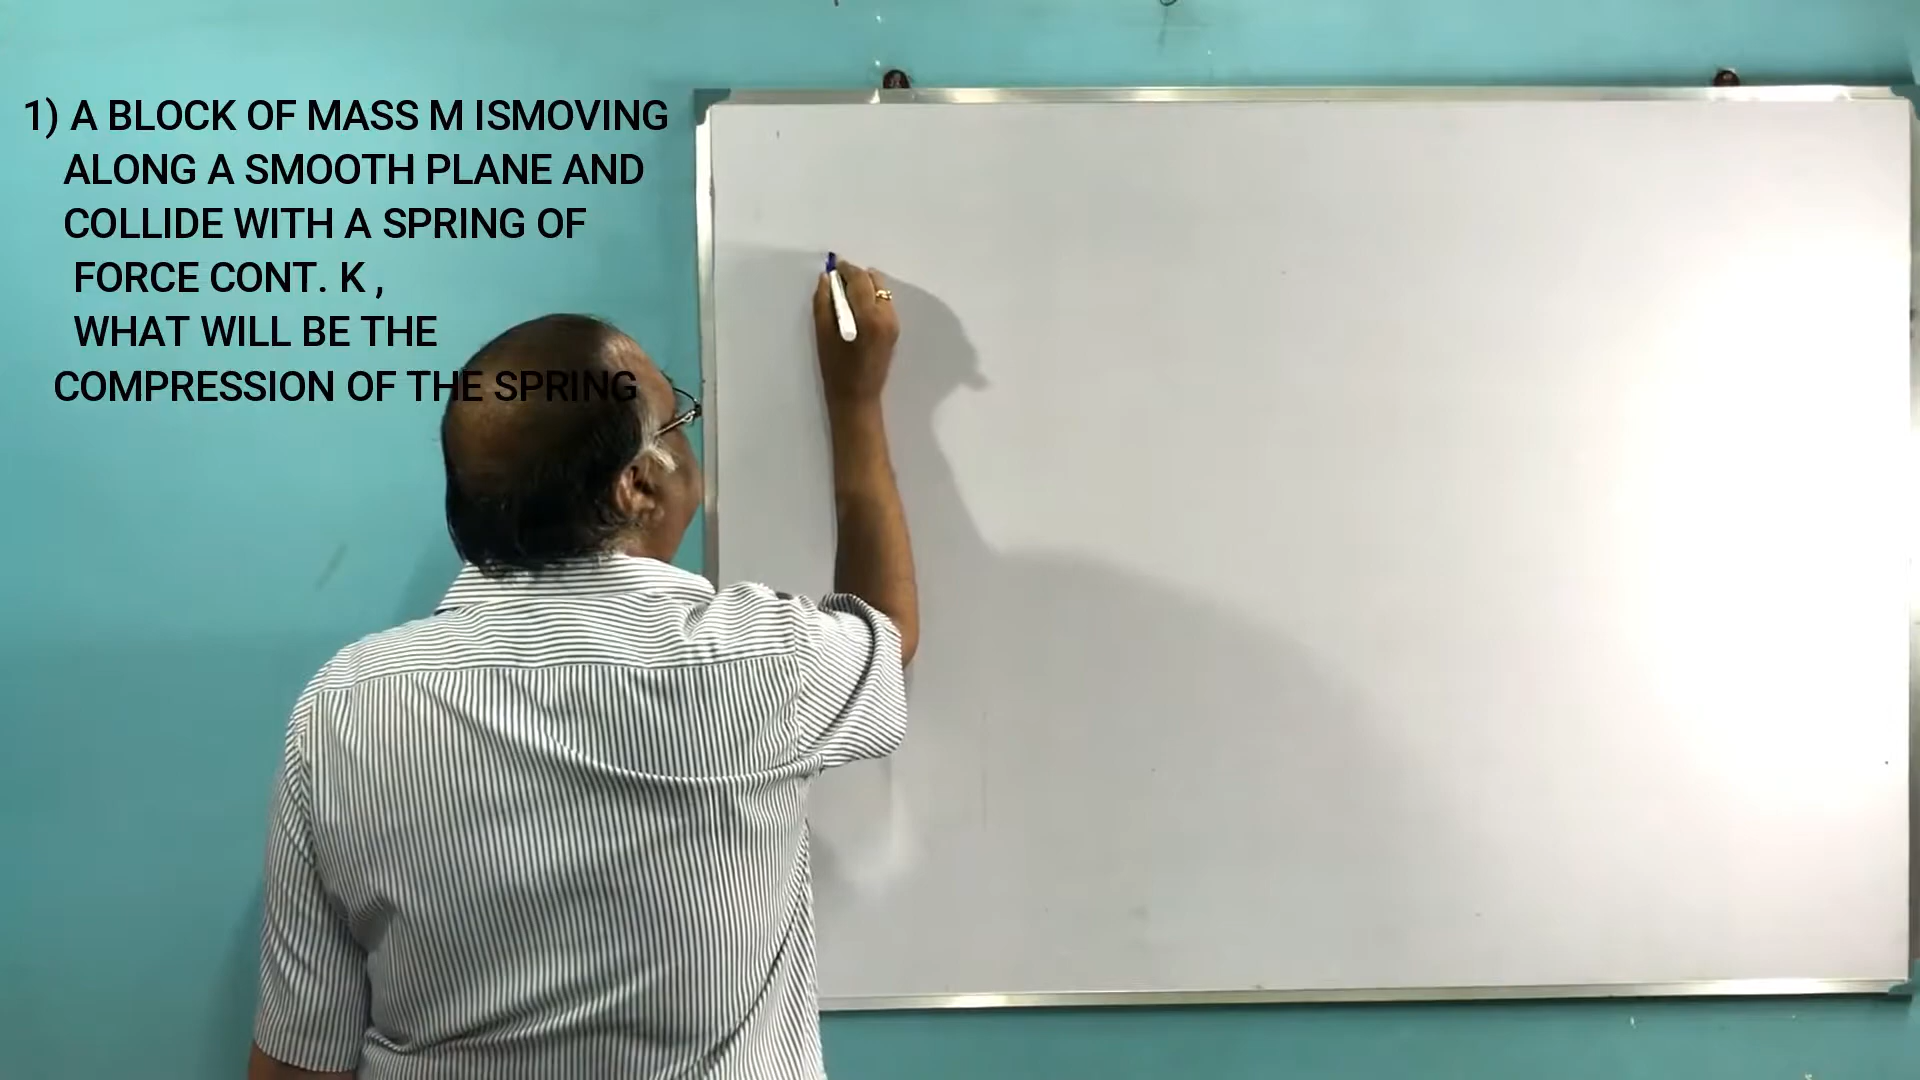 1) A BLOCK OF MASS M ISMOVING
ALONG A SMOOTH PLANE AND
COLLIDE WITH A SPRING OF
FORCE CONT. K ,
WHAT WILL BE THE
COMPRESSION OF THE SPRING